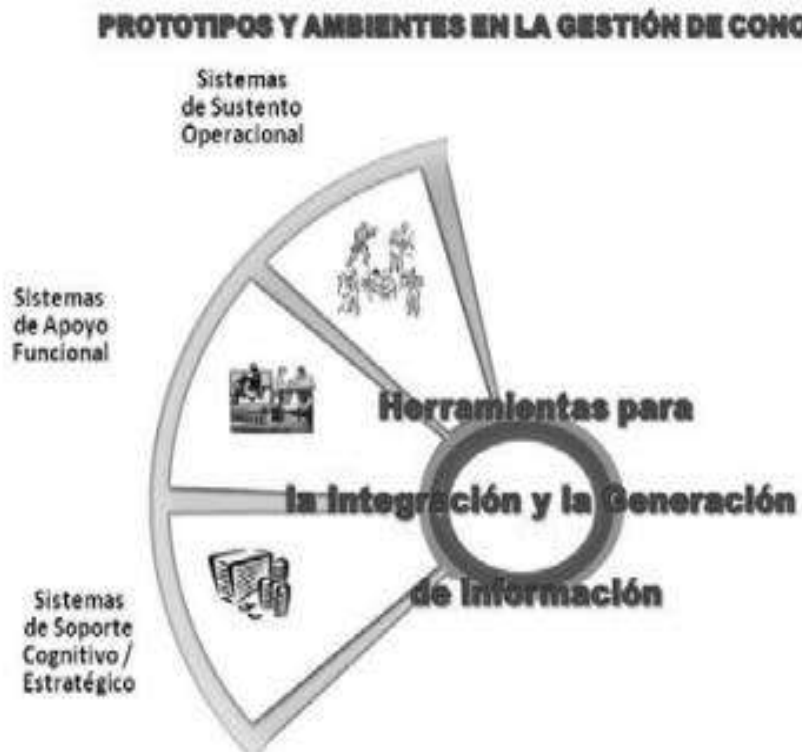 PROTOTIPOS Y AMBIENTES EN LA GESTIÓN DE CONO
Sistemas
de Sustento
Operacional
Sistemas
de Apoyo
Funcional
Herramientas para
la Integración y la Generación
de Información
Sistemas
de Soporte
Cognitivo /
Estratégico